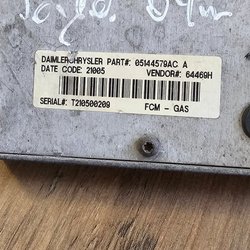 DAIMLERCHRYSLER PART#: 05144579AC A
DATE CODE: 21005 VENDOR#: 64469H
SERIAL#: T210500209 FCM - GAS